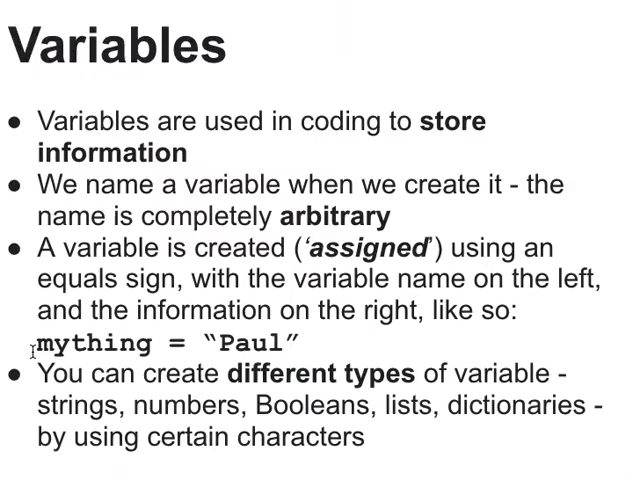 Variables
● Variables are used in coding to store
information
● We name a variable when we create it - the
name is completely arbitrary
● A variable is created (‘assigned’) using an
equals sign, with the variable name on the left,
and the information on the right, like so:
mything = “Paul”
● You can create different types of variable -
strings, numbers, Booleans, lists, dictionaries -
by using certain characters